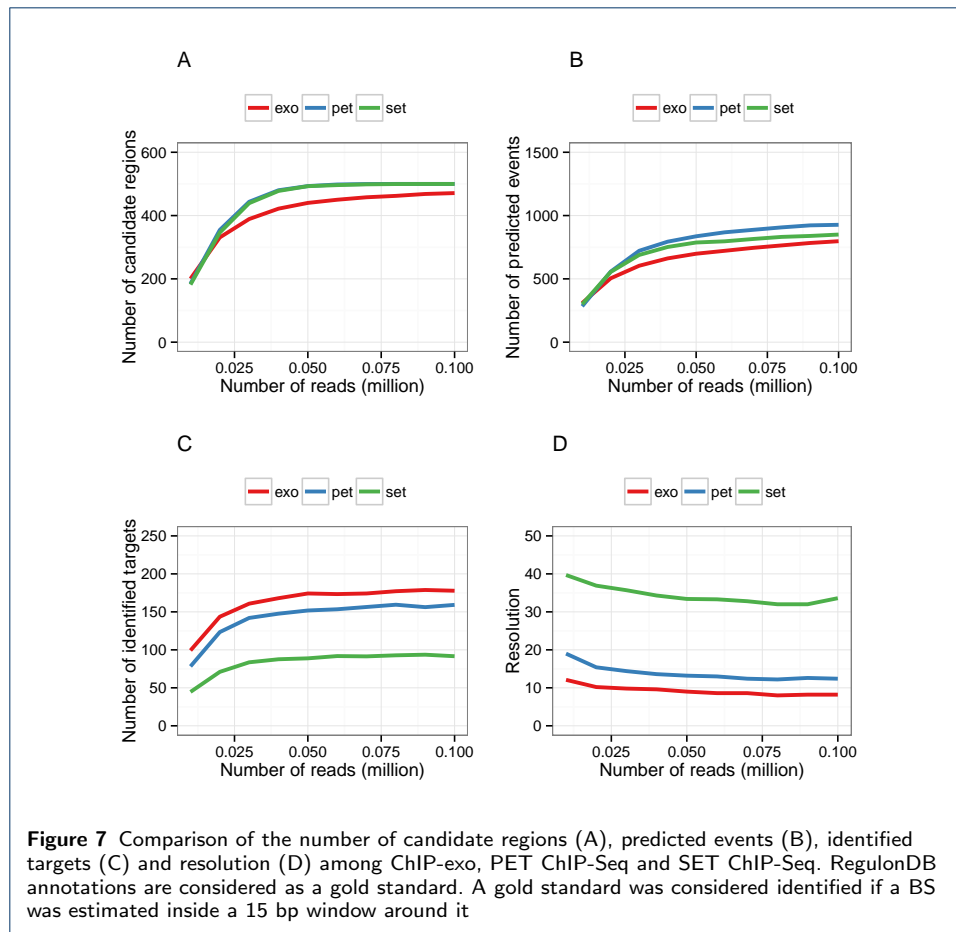 A
exo pet set
Number of candidate regions
600
400
200
0
0.025 0.050 0.075 0.100
Number of reads (million)
B
exo pet set
Number of predicted events
1500
1000
500
0
0.025 0.050 0.075 0.100
Number of reads (million)
C
exo pet set
Number of identified targets
250
200
150
100
50
0
0.025 0.050 0.075 0.100
Number of reads (million)
D
exo pet set
Resolution
50
40
30
20
10
0
0.025 0.050 0.075 0.100
Number of reads (million)
Figure 7 Comparison of the number of candidate regions (A), predicted events (B), identified
targets (C) and resolution (D) among ChIP-exo, PET ChIP-Seq and SET ChIP-Seq. RegulonDB
annotations are considered as a gold standard. A gold standard was considered identified if a BS
was estimated inside a 15 bp window around it